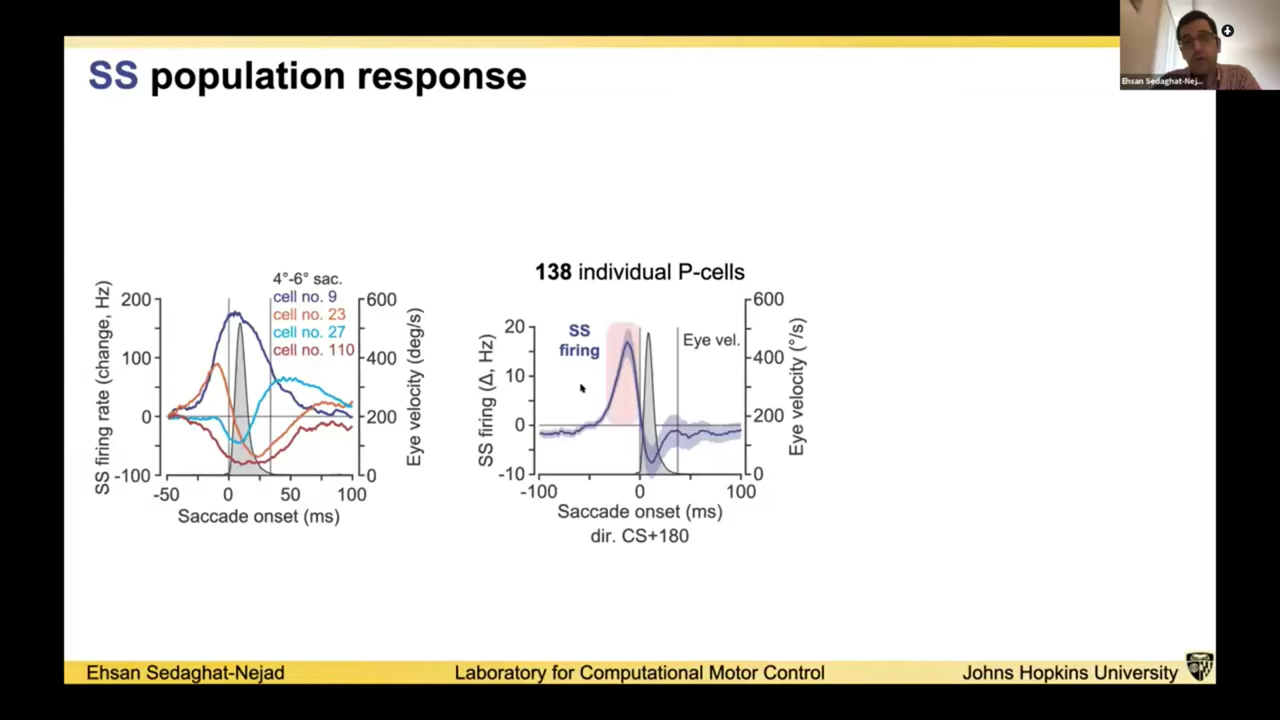 SS population response
Ehsan Sedaghat-Nej...
4°-6° sac.
cell no. 9
cell no. 23
cell no. 27
cell no. 110
SS firing rate (change, Hz)
200
100
0
-100
600
400
200
0
Eye velocity (deg/s)
-50
0
50
100
Saccade onset (ms)
138 individual P-cells
SS firing (Δ, Hz)
20
10
0
-10
SS
firing
Eye vel.
600
400
200
0
Eye velocity (°/s)
-100
0
100
Saccade onset (ms)
dir. CS+180
Ehsan Sedaghat-Nejad
Laboratory for Computational Motor Control
Johns Hopkins University